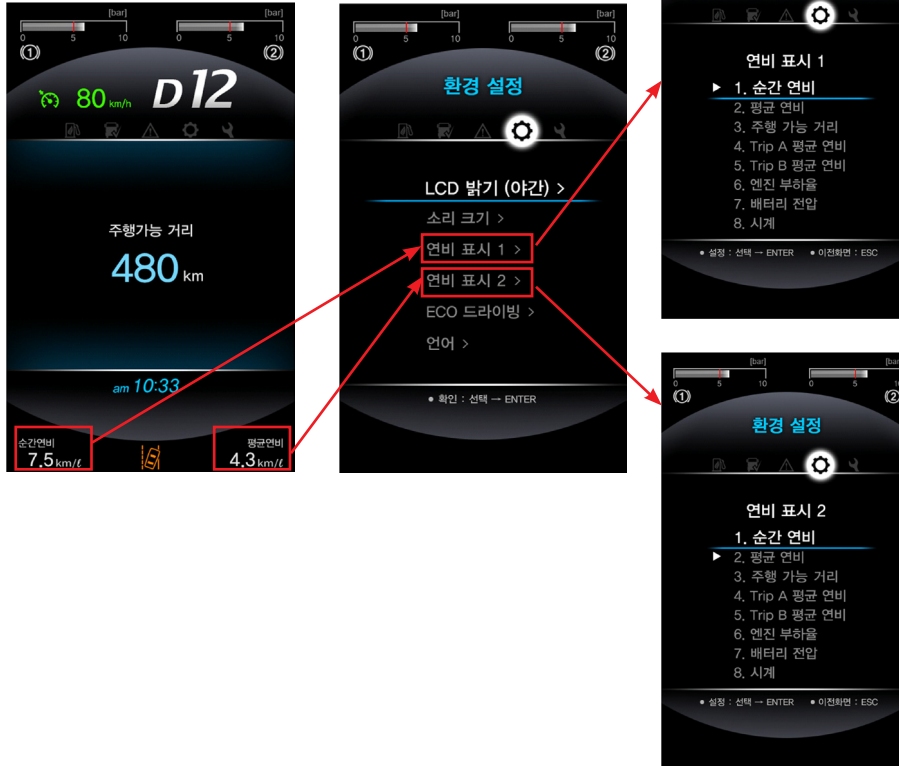 [bar]
[bar]
0 5 10
0 5 10
(1)
(2)
80 km/h
D12
주행가능 거리
480 km
am 10:33
순간연비
7.5 km/ℓ
평균연비
4.3 km/ℓ
[bar]
[bar]
0 5 10
0 5 10
(1)
(2)
환경 설정
LCD 밝기 (야간) >
소리 크기 >
연비 표시 1 >
연비 표시 2 >
ECO 드라이빙 >
언어 >
● 확인 : 선택 → ENTER
연비 표시 1
▶ 1. 순간 연비
2. 평균 연비
3. 주행 가능 거리
4. Trip A 평균 연비
5. Trip B 평균 연비
6. 엔진 부하율
7. 배터리 전압
8. 시계
● 설정 : 선택 → ENTER ● 이전화면 : ESC
[bar]
[bar
0 5 10
0 5 10
(1)
(2)
환경 설정
연비 표시 2
1. 순간 연비
▶ 2. 평균 연비
3. 주행 가능 거리
4. Trip A 평균 연비
5. Trip B 평균 연비
6. 엔진 부하율
7. 배터리 전압
8. 시계
● 설정 : 선택 → ENTER ● 이전화면 : ESC